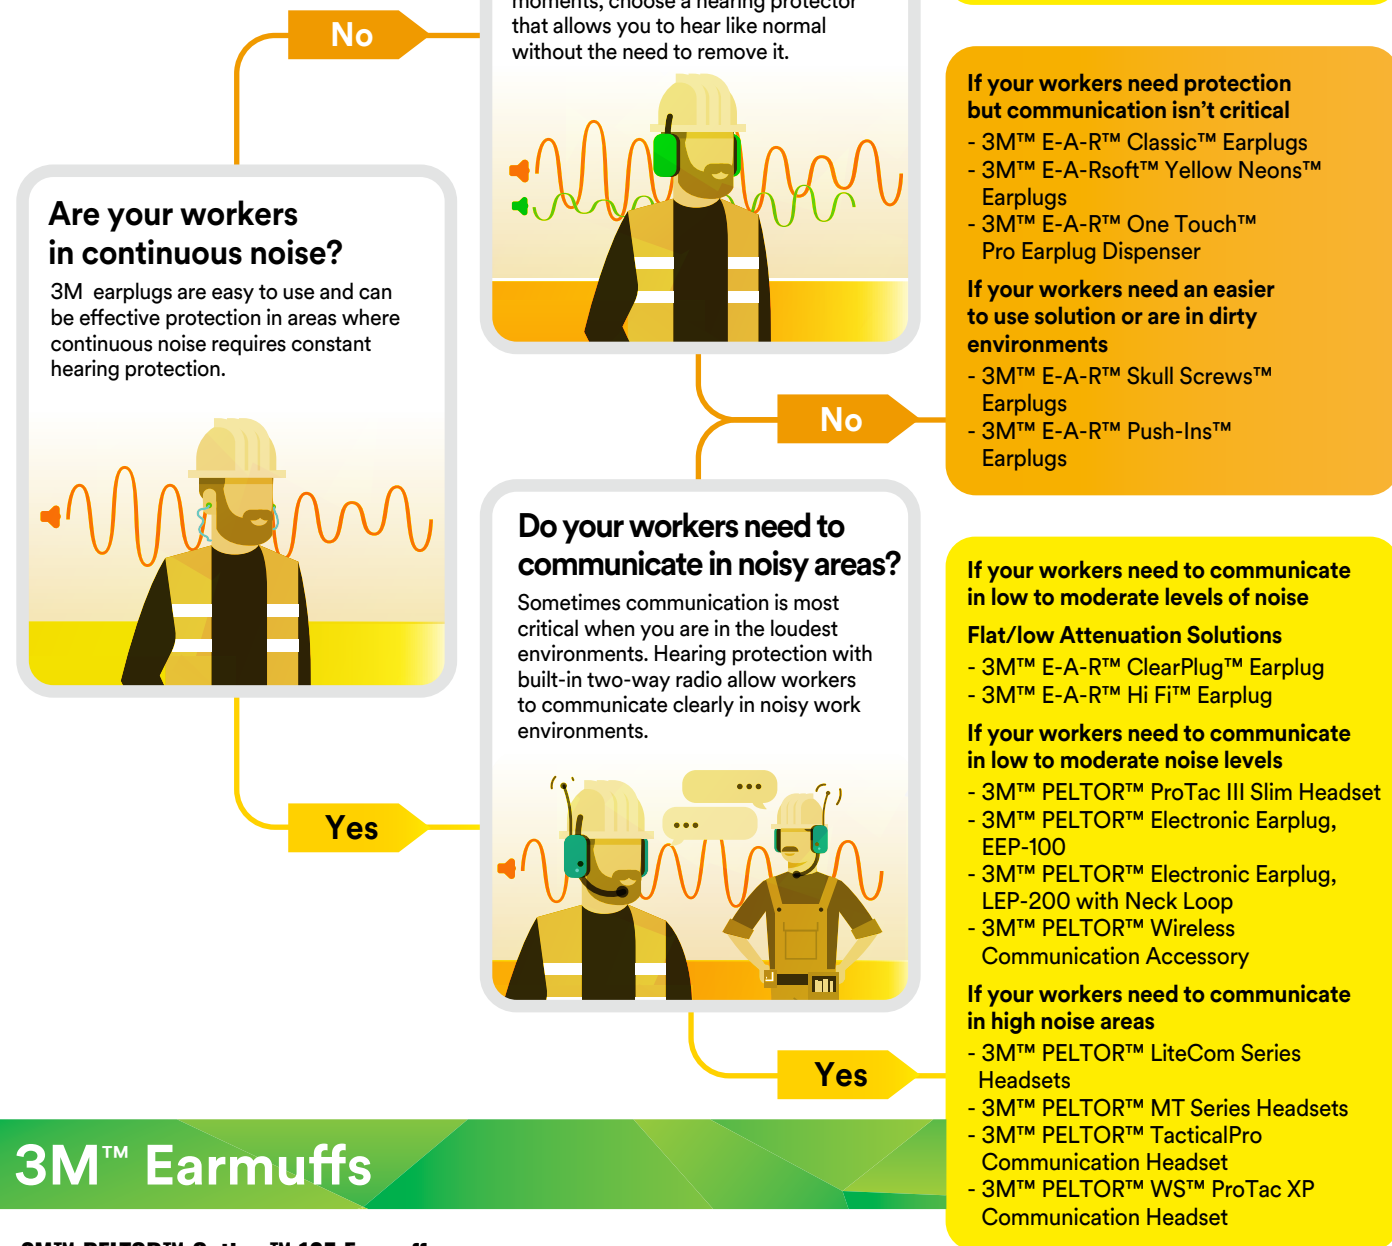 No
moments, choose a hearing protector
that allows you to hear like normal
without the need to remove it.
If your workers need protection
but communication isn't critical
- 3M™ E-A-R™ Classic™ Earplugs
- 3M™ E-A-Rsoft™ Yellow Neons™
Earplugs
- 3M™ E-A-R™ One Touch™
Pro Earplug Dispenser
If your workers need an easier
to use solution or are in dirty
environments
- 3M™ E-A-R™ Skull Screws™
Earplugs
- 3M™ E-A-R™ Push-Ins™
Earplugs
Are your workers
in continuous noise?
3M earplugs are easy to use and can
be effective protection in areas where
continuous noise requires constant
hearing protection.
No
Do your workers need to
communicate in noisy areas?
Sometimes communication is most
critical when you are in the loudest
environments. Hearing protection with
built-in two-way radio allow workers
to communicate clearly in noisy work
environments.
Yes
If your workers need to communicate
in low to moderate levels of noise
Flat/low Attenuation Solutions
- 3M™ E-A-R™ ClearPlug™ Earplug
- 3M™ E-A-R™ Hi Fi™ Earplug
If your workers need to communicate
in low to moderate noise levels
- 3M™ PELTOR™ ProTac III Slim Headset
- 3M™ PELTOR™ Electronic Earplug,
EEP-100
- 3M™ PELTOR™ Electronic Earplug,
LEP-200 with Neck Loop
- 3M™ PELTOR™ Wireless
Communication Accessory
If your workers need to communicate
in high noise areas
- 3M™ PELTOR™ LiteCom Series
Headsets
- 3M™ PELTOR™ MT Series Headsets
- 3M™ PELTOR™ TacticalPro
Communication Headset
- 3M™ PELTOR™ WS™ ProTac XP
Communication Headset
Yes
3M™ Earmuffs